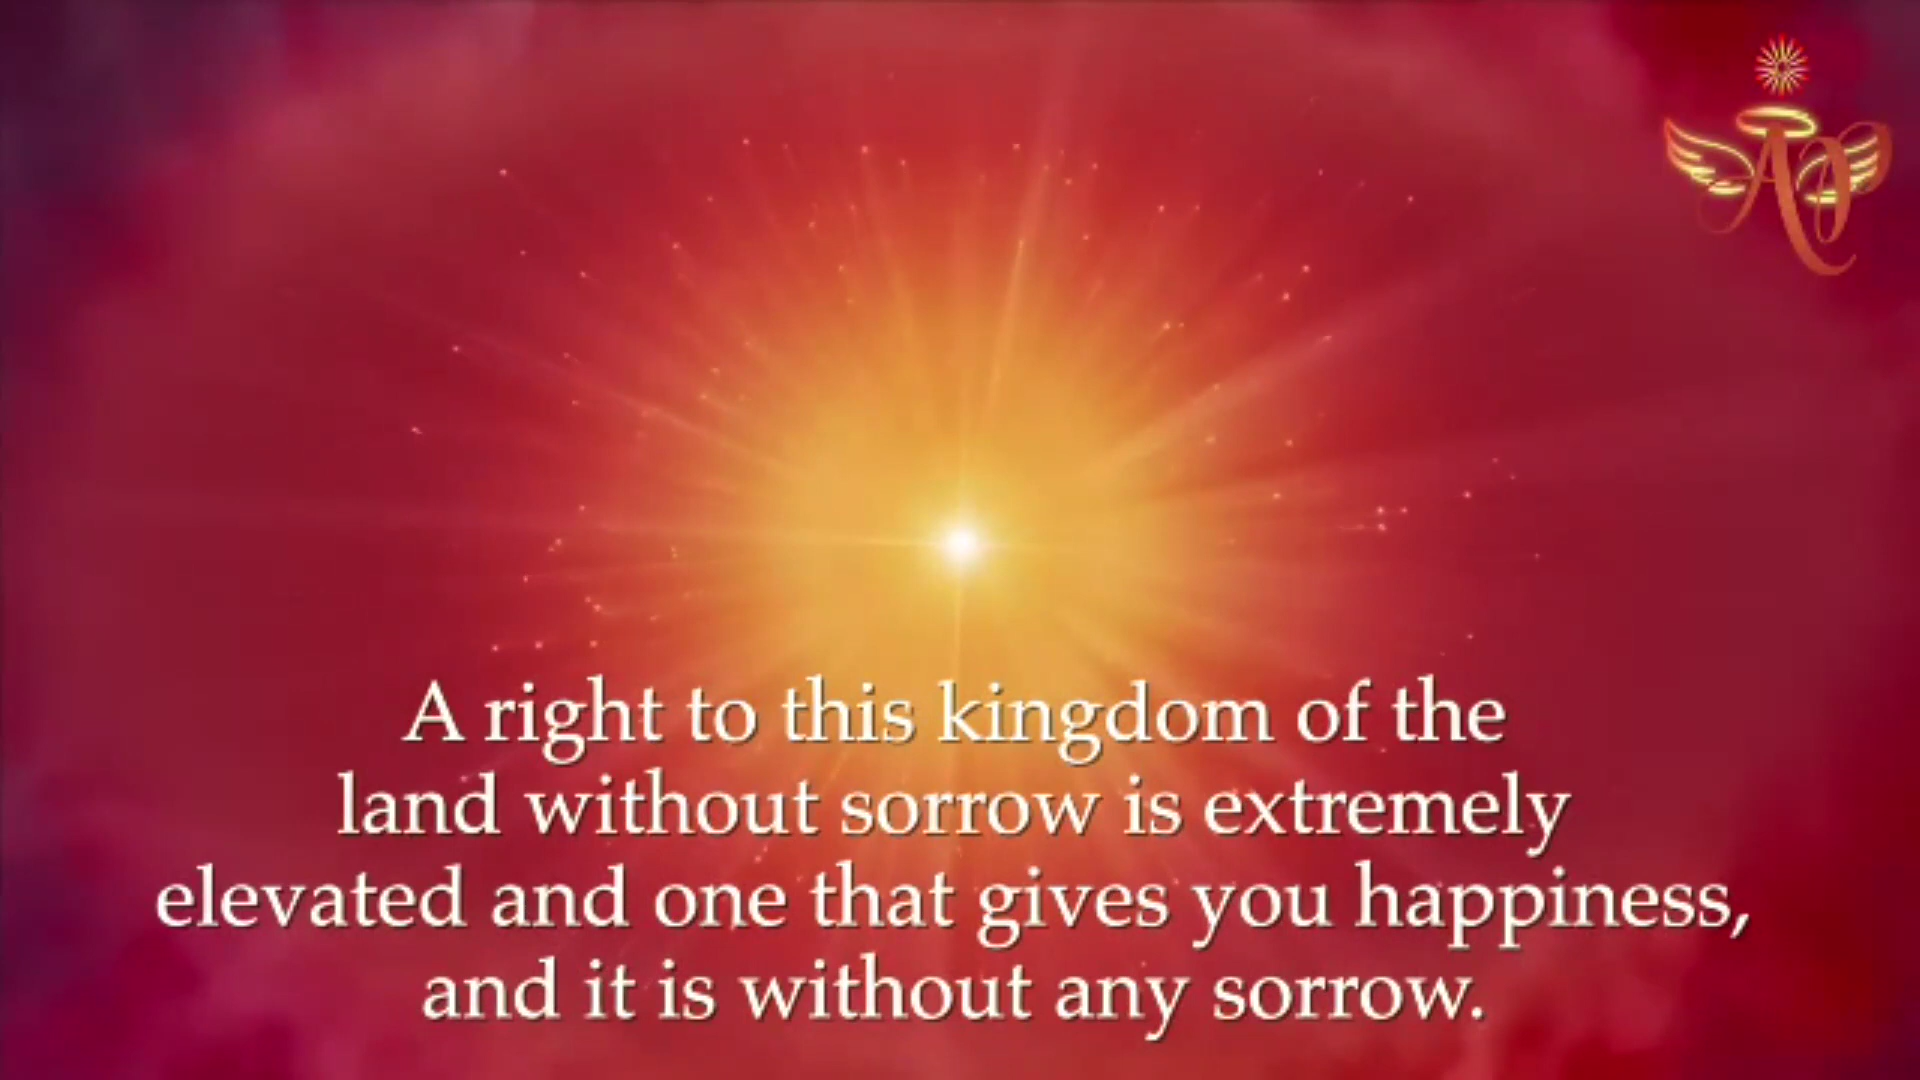 A right to this kingdom of the
land without sorrow is extremely
elevated and one that gives you happiness,
and it is without any sorrow.